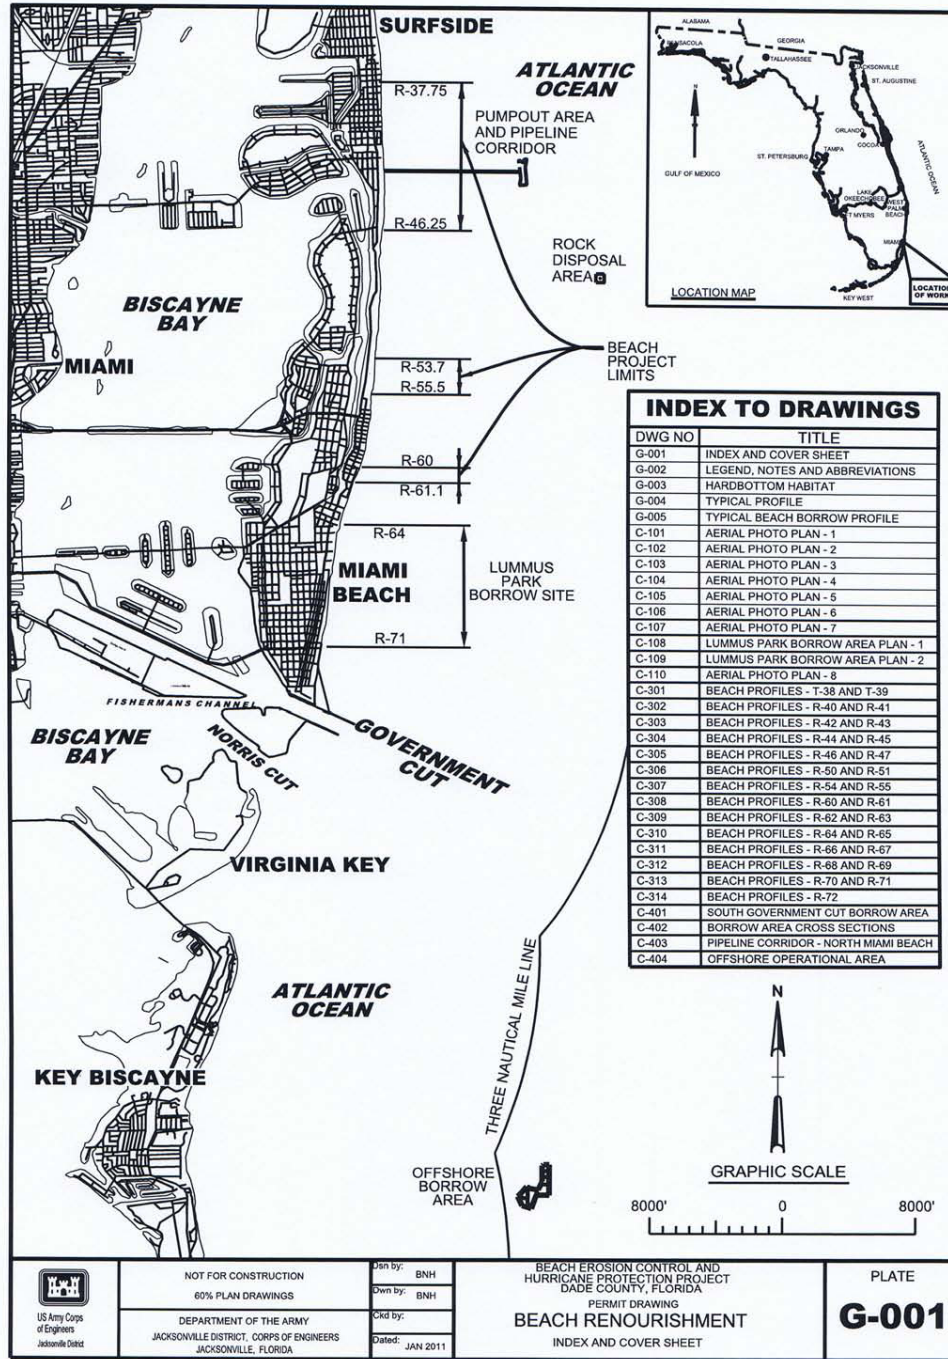 SURFSIDE
ATLANTIC
OCEAN
R-37.75
PUMPOUT AREA
AND PIPELINE
CORRIDOR
R-46.25
ROCK
DISPOSAL
AREA
BISCAYNE
BAY
MIAMI
R-53.7
R-55.5
BEACH
PROJECT
LIMITS
R-60
R-61.1
R-64
MIAMI
BEACH
LUMMUS
PARK
BORROW SITE
R-71
FISHERMANS CHANNEL
GOVERNMENT
CUT
NORRIS CUT
BISCAYNE
BAY
VIRGINIA KEY
ATLANTIC
OCEAN
KEY BISCAYNE
THREE NAUTICAL MILE LINE
OFFSHORE
BORROW
AREA
ALABAMA
GEORGIA
PENSACOLA
TALLAHASSEE
JACKSONVILLE
ST. AUGUSTINE
N
ORLANDO
COCOA
TAMPA
ST. PETERSBURG
ATLANTIC OCEAN
GULF OF MEXICO
LAKE
OKEECHOBEE
WEST
PALM
BEACH
FT MYERS
MIAMI
KEY WEST
LOCATION MAP
LOCATION
OF WORK
INDEX TO DRAWINGS
DWG NO TITLE
G-001 INDEX AND COVER SHEET
G-002 LEGEND, NOTES AND ABBREVIATIONS
G-003 HARDBOTTOM HABITAT
G-004 TYPICAL PROFILE
G-005 TYPICAL BEACH BORROW PROFILE
C-101 AERIAL PHOTO PLAN - 1
C-102 AERIAL PHOTO PLAN - 2
C-103 AERIAL PHOTO PLAN - 3
C-104 AERIAL PHOTO PLAN - 4
C-105 AERIAL PHOTO PLAN - 5
C-106 AERIAL PHOTO PLAN - 6
C-107 AERIAL PHOTO PLAN - 7
C-108 LUMMUS PARK BORROW AREA PLAN - 1
C-109 LUMMUS PARK BORROW AREA PLAN - 2
C-110 AERIAL PHOTO PLAN - 8
C-301 BEACH PROFILES - T-38 AND T-39
C-302 BEACH PROFILES - R-40 AND R-41
C-303 BEACH PROFILES - R-42 AND R-43
C-304 BEACH PROFILES - R-44 AND R-45
C-305 BEACH PROFILES - R-46 AND R-47
C-306 BEACH PROFILES - R-50 AND R-51
C-307 BEACH PROFILES - R-54 AND R-55
C-308 BEACH PROFILES - R-60 AND R-61
C-309 BEACH PROFILES - R-62 AND R-63
C-310 BEACH PROFILES - R-64 AND R-65
C-311 BEACH PROFILES - R-66 AND R-67
C-312 BEACH PROFILES - R-68 AND R-69
C-313 BEACH PROFILES - R-70 AND R-71
C-314 BEACH PROFILES - R-72
C-401 SOUTH GOVERNMENT CUT BORROW AREA
C-402 BORROW AREA CROSS SECTIONS
C-403 PIPELINE CORRIDOR - NORTH MIAMI BEACH
C-404 OFFSHORE OPERATIONAL AREA
N
GRAPHIC SCALE
8000' 0 8000'
US Army Corps
of Engineers
Jacksonville District
NOT FOR CONSTRUCTION
60% PLAN DRAWINGS
DEPARTMENT OF THE ARMY
JACKSONVILLE DISTRICT, CORPS OF ENGINEERS
JACKSONVILLE, FLORIDA
Dsn by: BNH
Dwn by: BNH
Ckd by:
Dated: JAN 2011
BEACH EROSION CONTROL AND
HURRICANE PROTECTION PROJECT
DADE COUNTY, FLORIDA
PERMIT DRAWING
BEACH RENOURISHMENT
INDEX AND COVER SHEET
PLATE
G-001